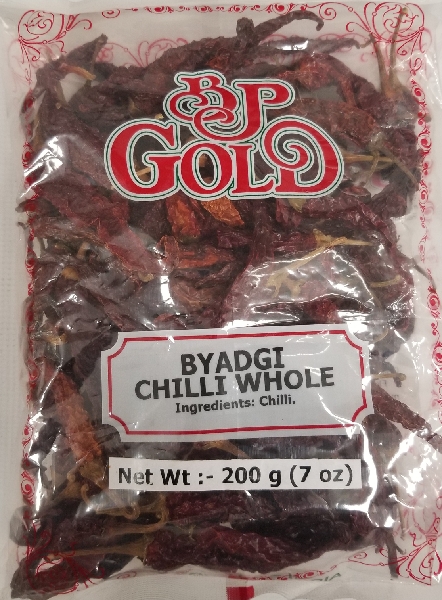 BJP
GOLD
BYADGI
CHILLI WHOLE
Ingredients: Chilli.
Net Wt :- 200 g (7 oz)